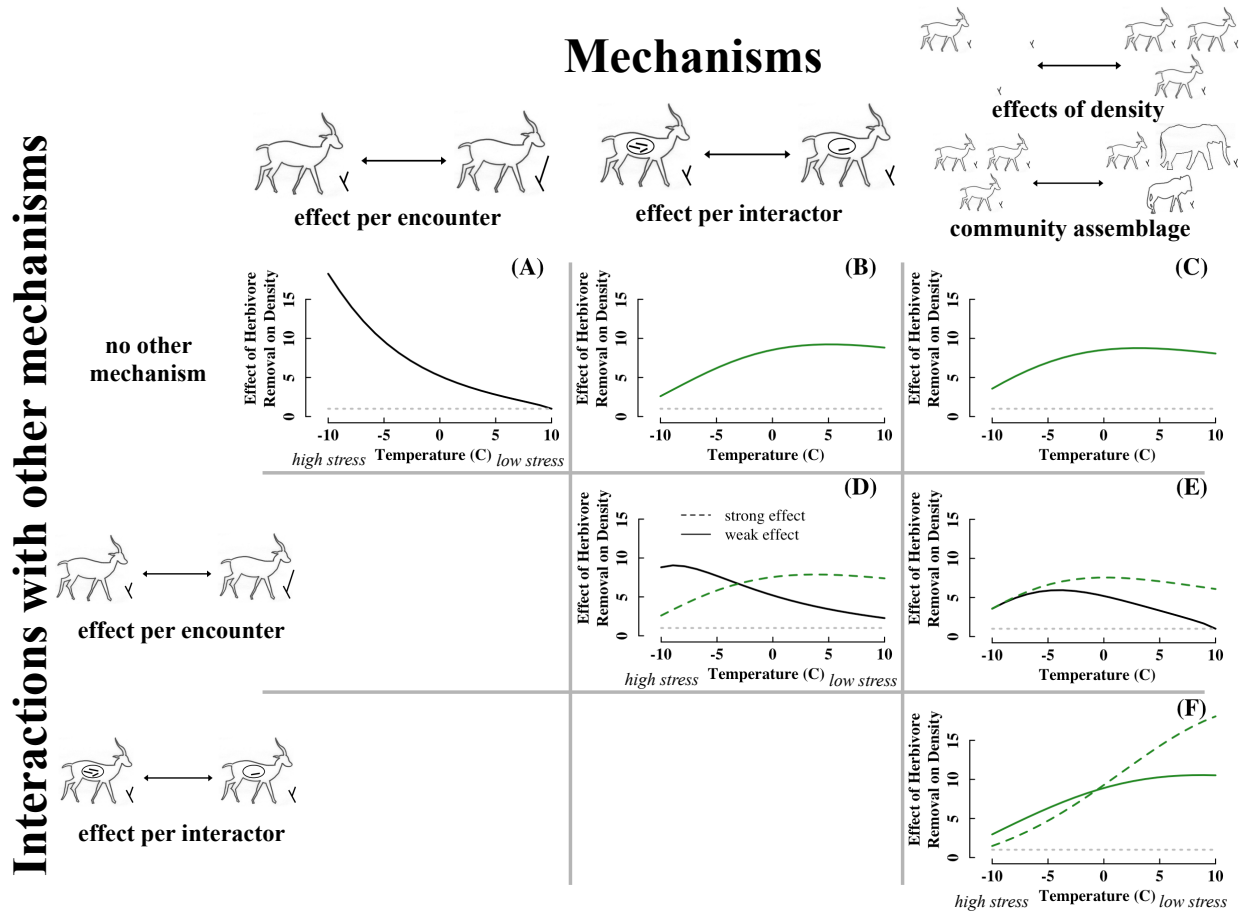 Mechanisms
Interactions with other mechanisms
effects of density
effect per encounter
effect per interactor
community assemblage
no other
mechanism
(A)
Effect of Herbivore
Removal on Density
0 5 10 15
-10 -5 0 5 10
high stress Temperature (C) low stress
(B)
Effect of Herbivore
Removal on Density
0 5 10 15
-10 -5 0 5 10
Temperature (C)
(C)
Effect of Herbivore
Removal on Density
0 5 10 15
-10 -5 0 5 10
Temperature (C)
effect per encounter
(D)
strong effect
weak effect
Effect of Herbivore
Removal on Density
0 5 10 15
-10 -5 0 5 10
high stress Temperature (C) low stress
(E)
Effect of Herbivore
Removal on Density
0 5 10 15
-10 -5 0 5 10
Temperature (C)
effect per interactor
(F)
Effect of Herbivore
Removal on Density
0 5 10 15
-10 -5 0 5 10
high stress Temperature (C) low stress